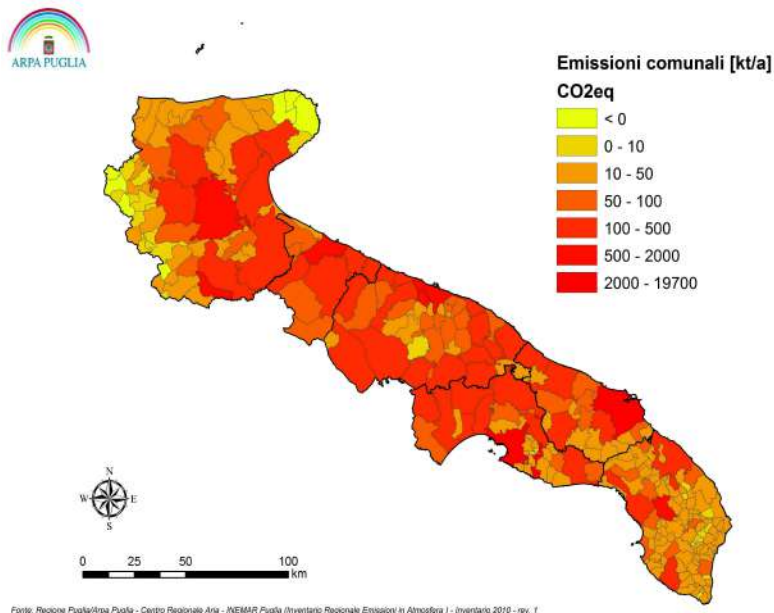 ARPA PUGLIA
Emissioni comunali [kt/a]
CO2eq
< 0
0 - 10
10 - 50
50 - 100
100 - 500
500 - 2000
2000 - 19700
N
W E
S
0 25 50 100
km
Fonte: Regione Puglia/Arpa Puglia - Centro Regionale Aria - INEMAR Puglia (Inventario Regionale Emissioni in Atmosfera ) - Inventario 2010 - rev. 1